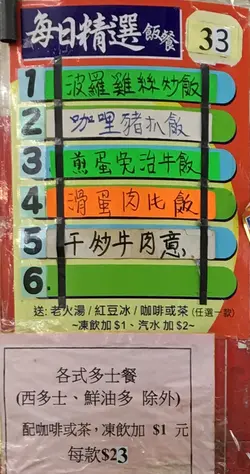 每日精選飯餐 33
1 波羅雞絲炒飯
2 咖哩豬扒飯
3 煎蛋免治牛飯
4 滑蛋肉片飯
5 干炒牛肉意
6.
送: 老火湯 / 紅豆冰 / 咖啡或茶 (任選一款)
~凍飲加 $1、汽水 加 $2~
各式多士餐
(西多士、鮮油多 除外)
配咖啡或茶，凍飲加 $1 元
每款$23